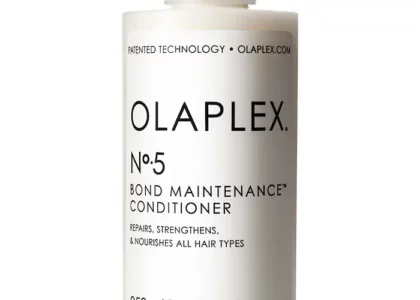 PATENTED TECHNOLOGY • OLAPLEX.COM
OLAPLEX.
Nº.5
BOND MAINTENANCE™
CONDITIONER
REPAIRS, STRENGTHENS,
& NOURISHES ALL HAIR TYPES